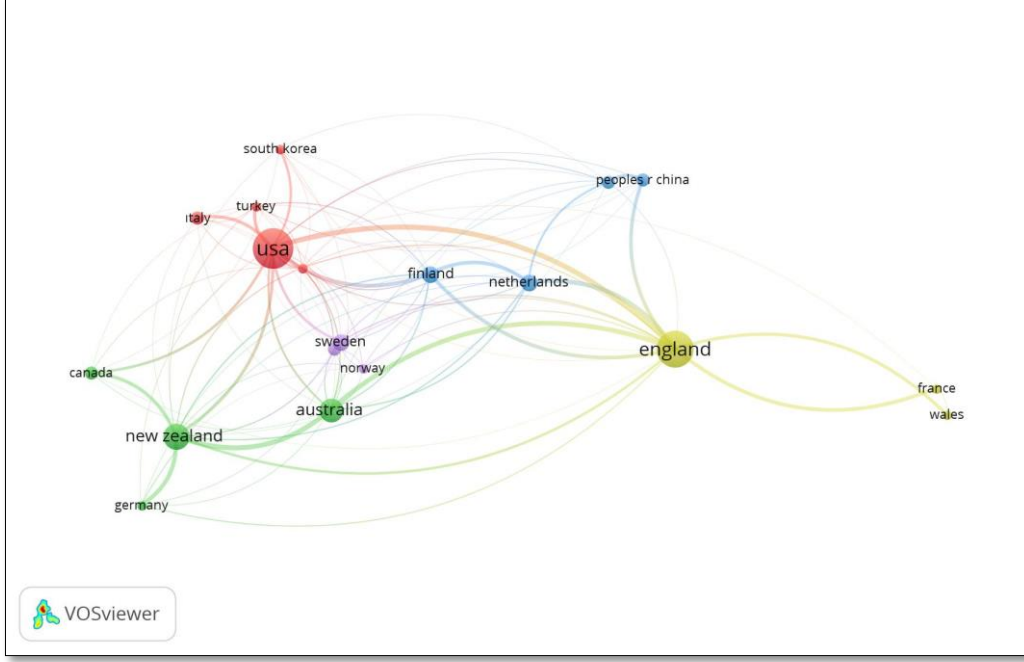 south korea
peoples r china
turkey
italy
usa
finland
netherlands
sweden
england
norway
canada
france
australia
wales
new zealand
germany
VOSviewer